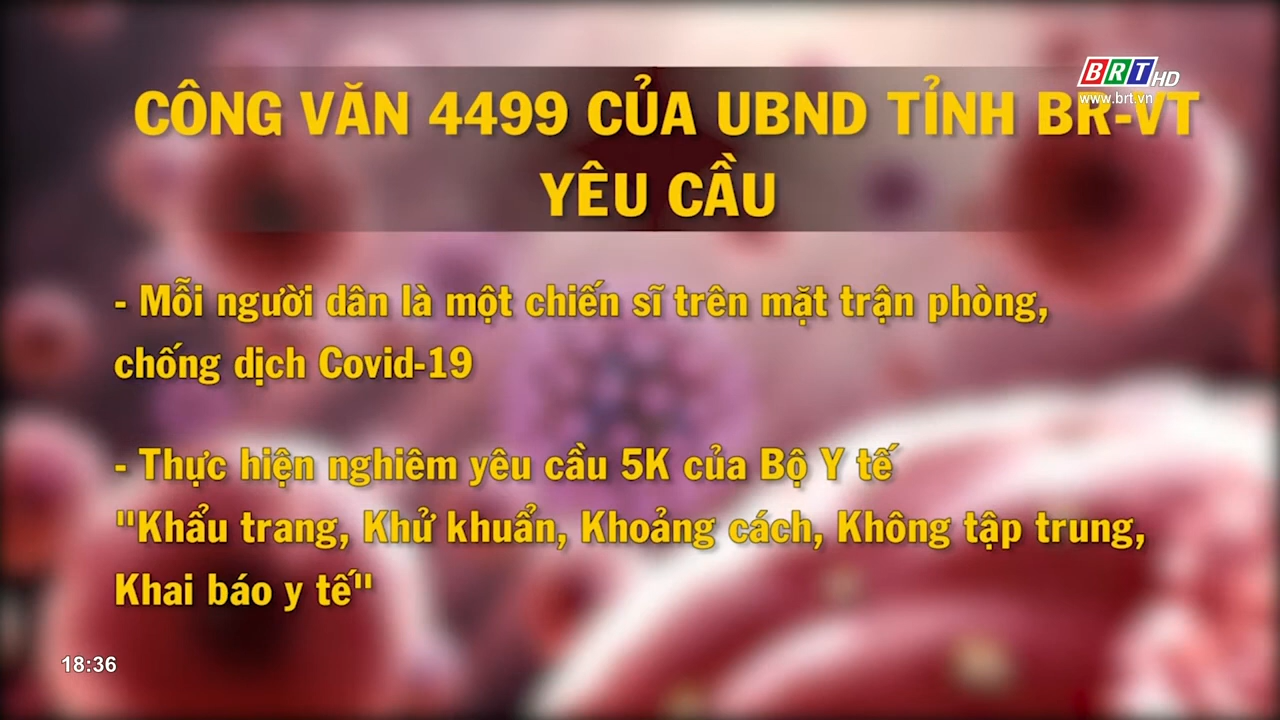 BRT HD
www.brt.vn
CÔNG VĂN 4499 CỦA UBND TỈNH BR-VT
YÊU CẦU
- Mỗi người dân là một chiến sĩ trên mặt trận phòng,
chống dịch Covid-19
- Thực hiện nghiêm yêu cầu 5K của Bộ Y tế
"Khẩu trang, Khử khuẩn, Khoảng cách, Không tập trung,
Khai báo y tế"
18:36